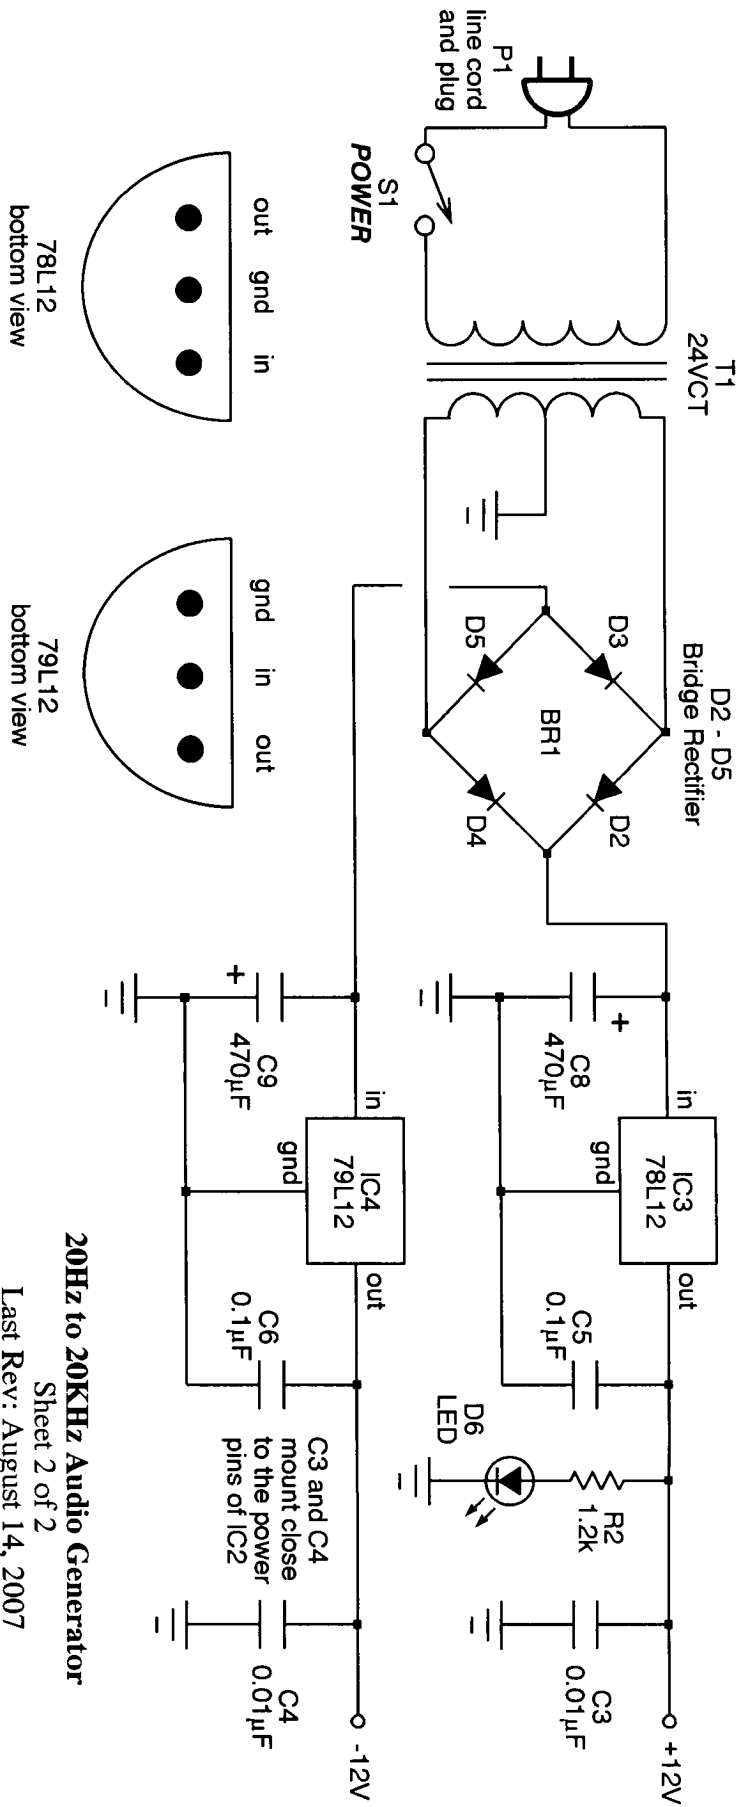 P1
line cord
and plug
S1
POWER
T1
24VCT
D2 - D5
Bridge Rectifier
D3
D2
D5
D4
BR1
C8
470µF
+
in
IC3
78L12
gnd
out
C5
0.1µF
D6
LED
R2
1.2k
C3
0.01µF
+12V
C9
470µF
+
in
IC4
79L12
gnd
out
C6
0.1µF
C3 and C4
mount close
to the power
pins of IC2
C4
0.01µF
-12V
out gnd in
78L12
bottom view
gnd in out
79L12
bottom view
20Hz to 20KHz Audio Generator
Sheet 2 of 2
Last Rev: August 14, 2007